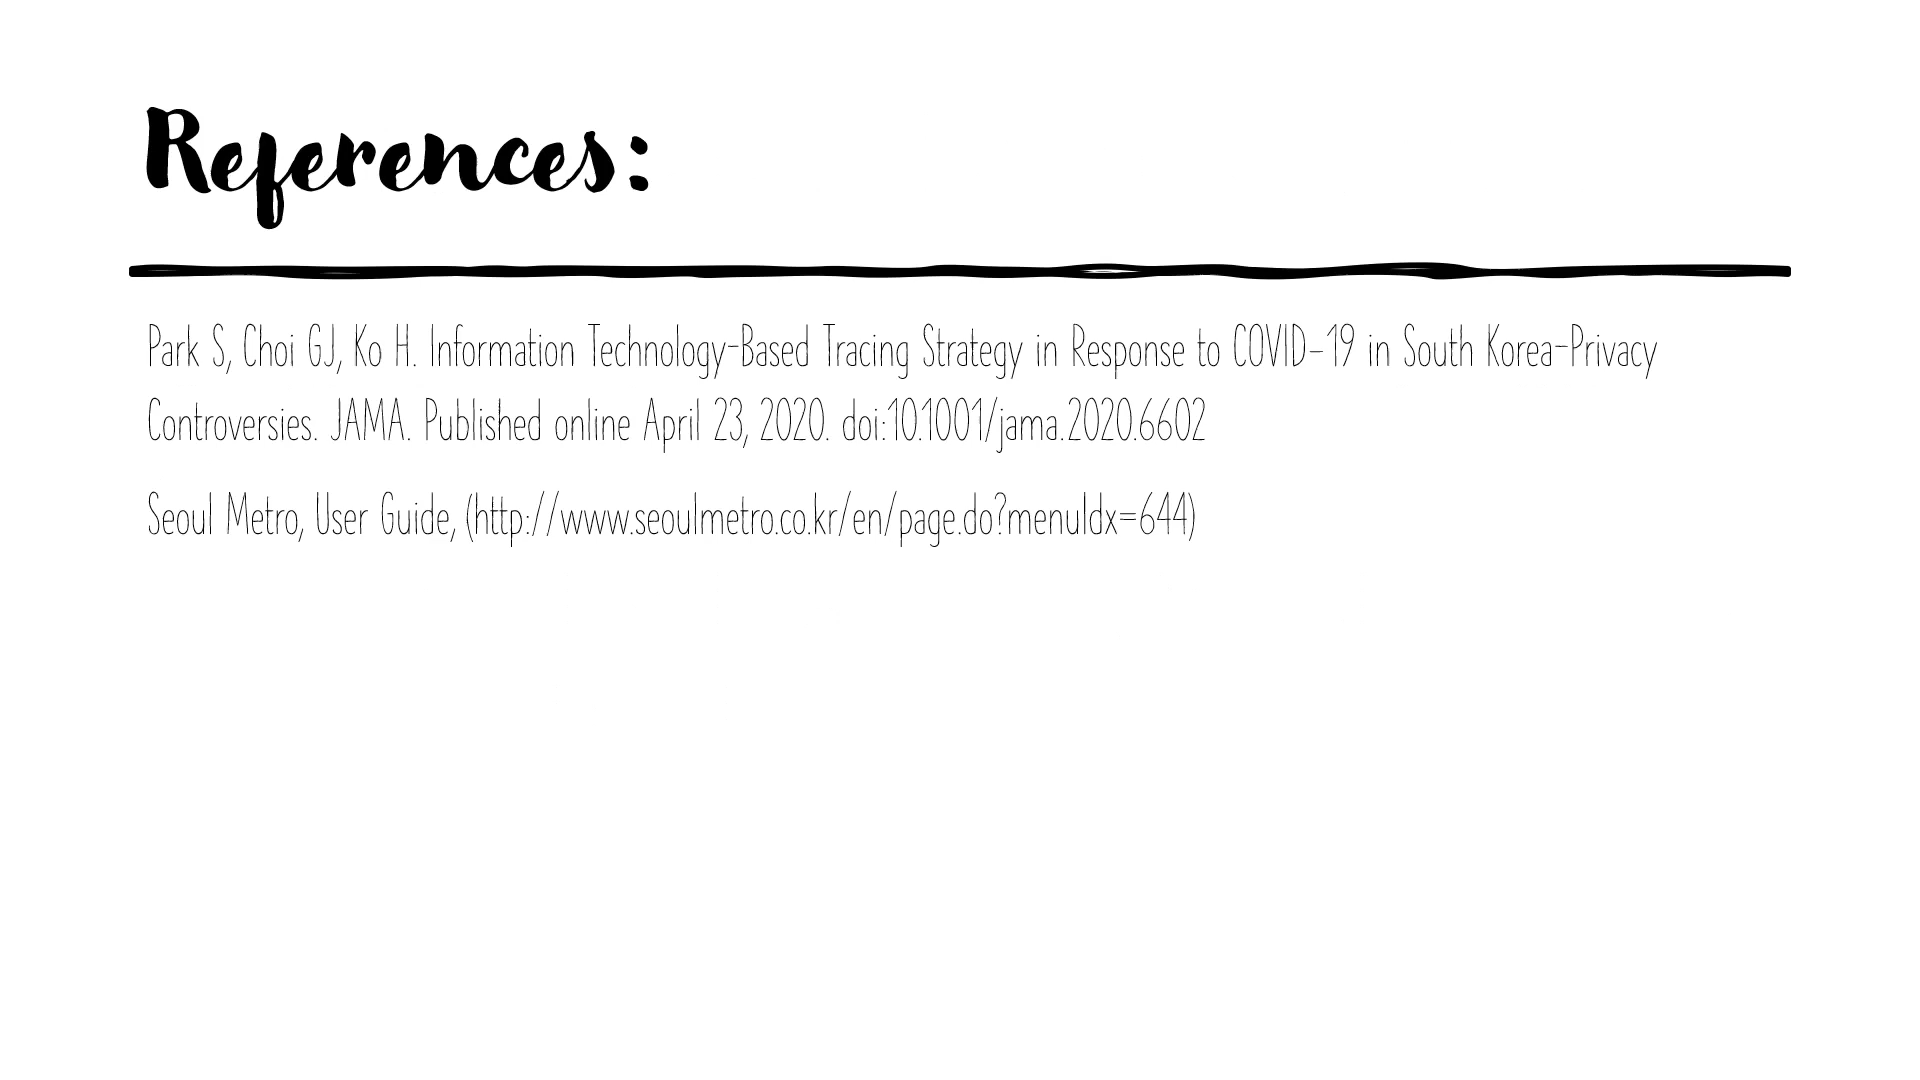 References:
Park S, Choi GJ, Ko H. Information Technology-Based Tracing Strategy in Response to COVID-19 in South Korea-Privacy
Controversies. JAMA. Published online April 23, 2020. doi:10.1001/jama.2020.6602
Seoul Metro, User Guide, (http://www.seoulmetro.co.kr/en/page.do?menuIdx=644)